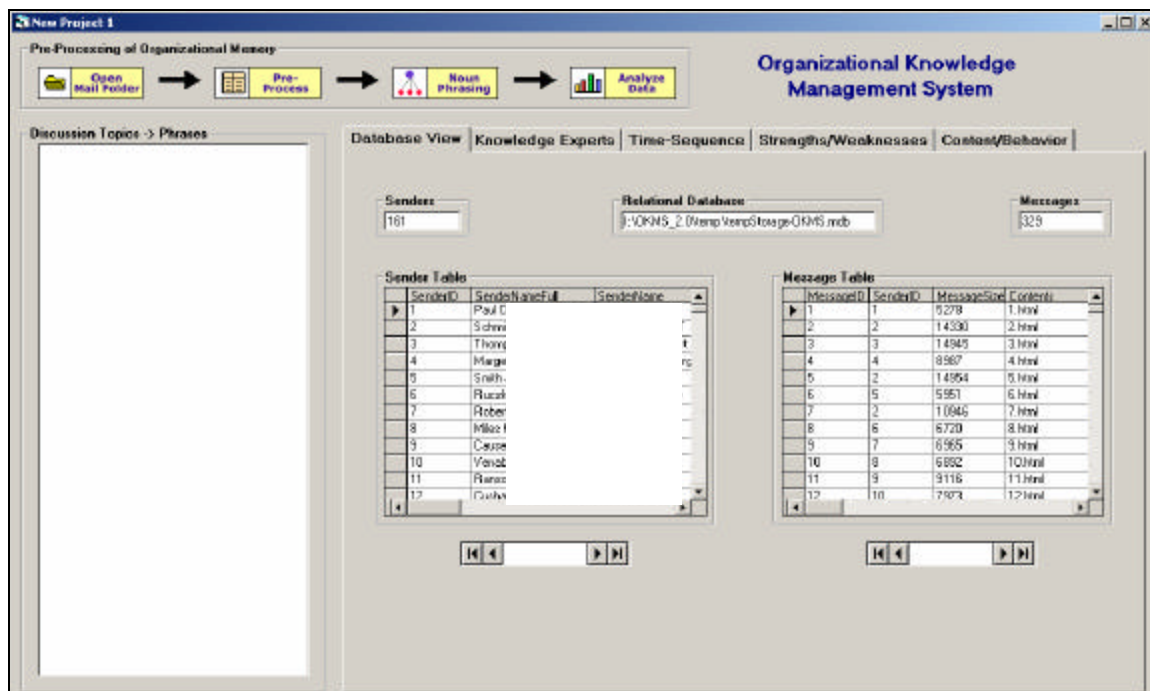 New Project 1
Pre-Processing of Organizational Memory
Open Mail Folder
Pre-Process
Noun Phrasing
Analyze Data
Organizational Knowledge
Management System
Discussion Topics -> Phrases
Database View Knowledge Experts Time-Sequence Strengths/Weaknesses Content/Behavior
Senders Relational Database Messages
161 329
Sender Table
SenderID SenderNameFull SenderName
1 Paul
2
3
4
5 Smith
6
7
8 Miles
9
10
11
12
Message Table
MessageID SenderID MessageSize
1 1 5278 1.html
2 2 14330 2.html
3 3 14945 3.html
4 4 8987 4.html
5 2 14954 5.html
6 5 5951 6.html
7 2 10946 7.html
8 6 6720 8.html
9 7 6965 9.html
10 8 6892 10.html
11 9 9116 11.html
12 10 7973 12.html